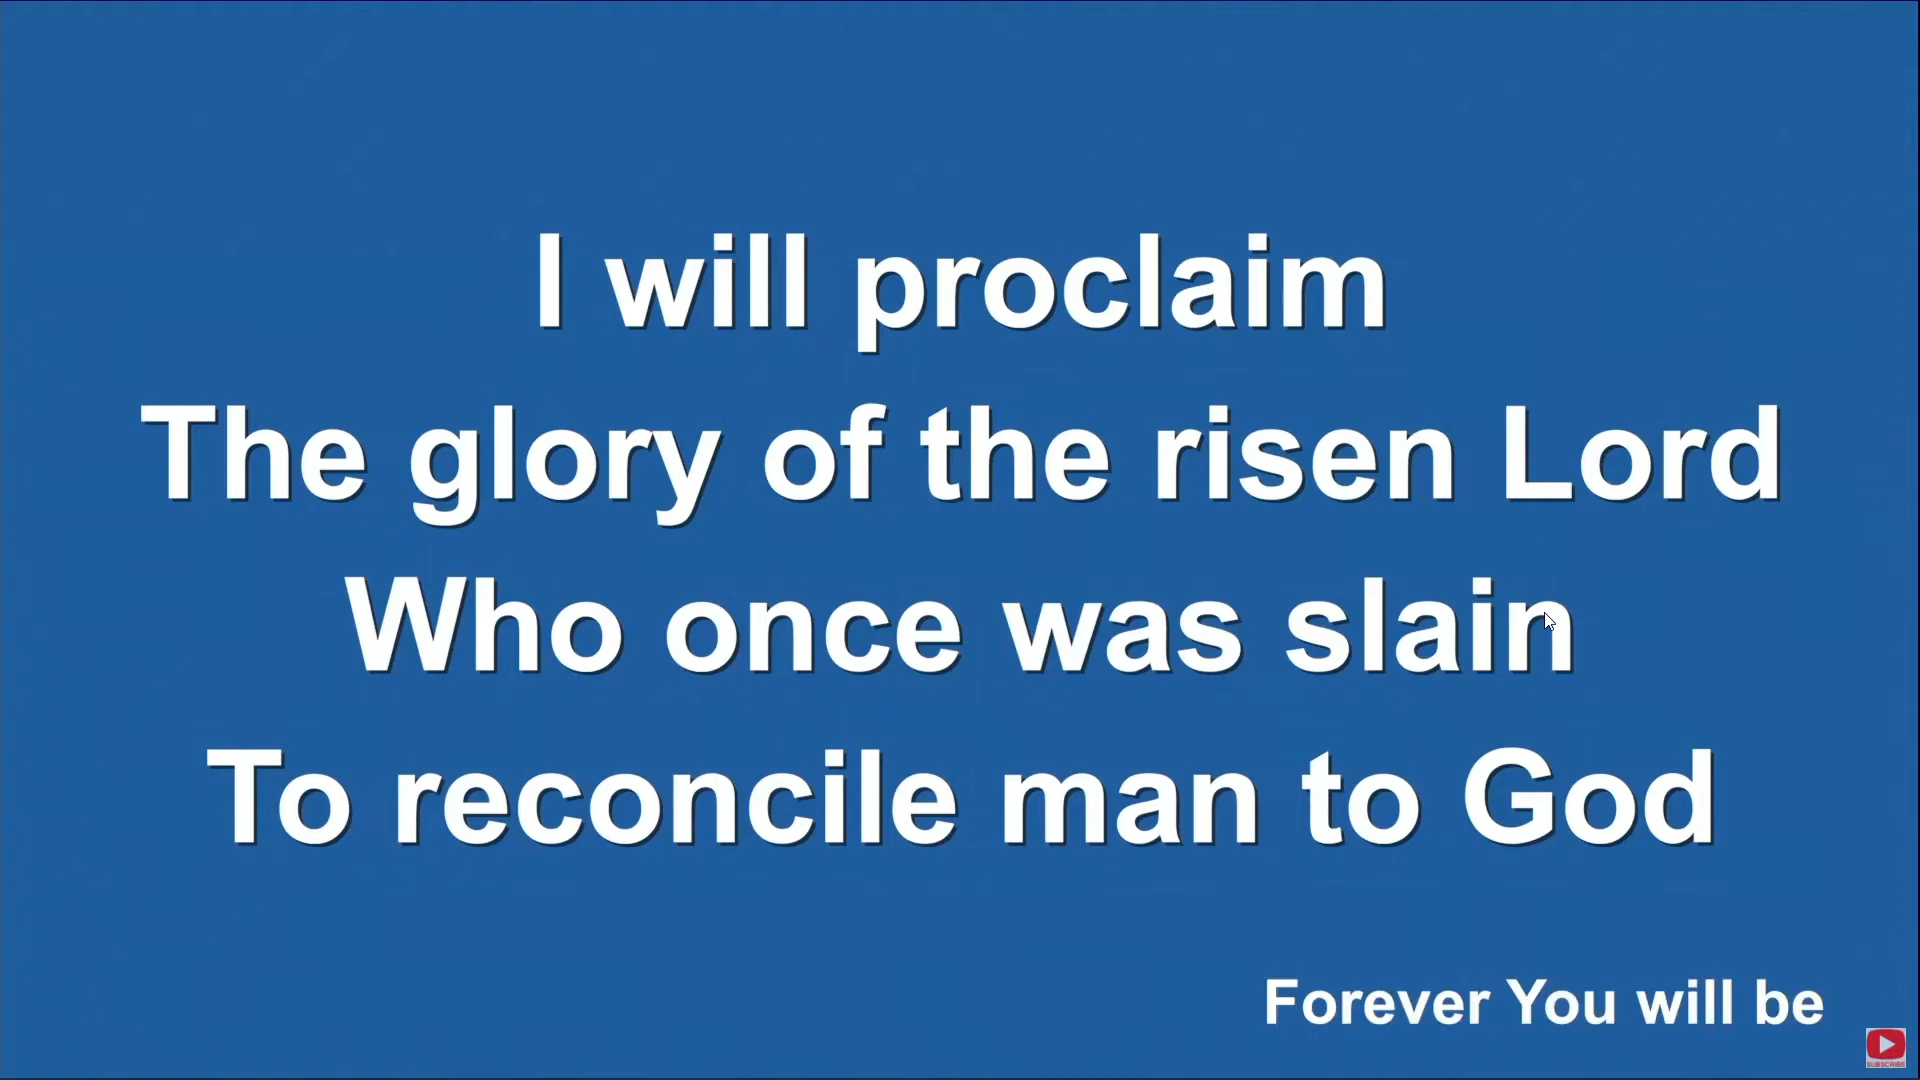 I will proclaim
The glory of the risen Lord
Who once was slain
To reconcile man to God
Forever You will be
SUBSCRIBE